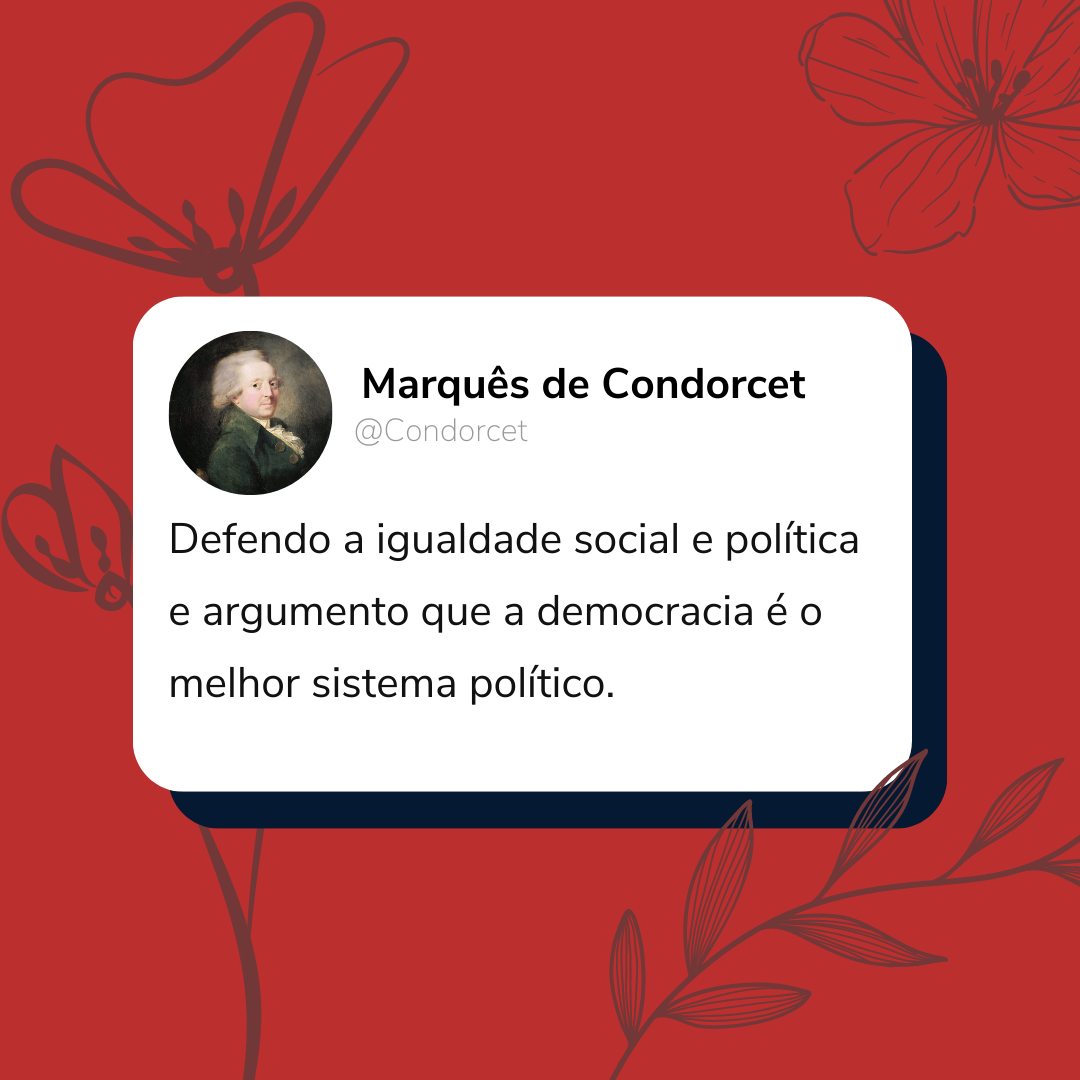 Marquês de Condorcet
@Condorcet
Defendo a igualdade social e política
e argumento que a democracia é o
melhor sistema político.